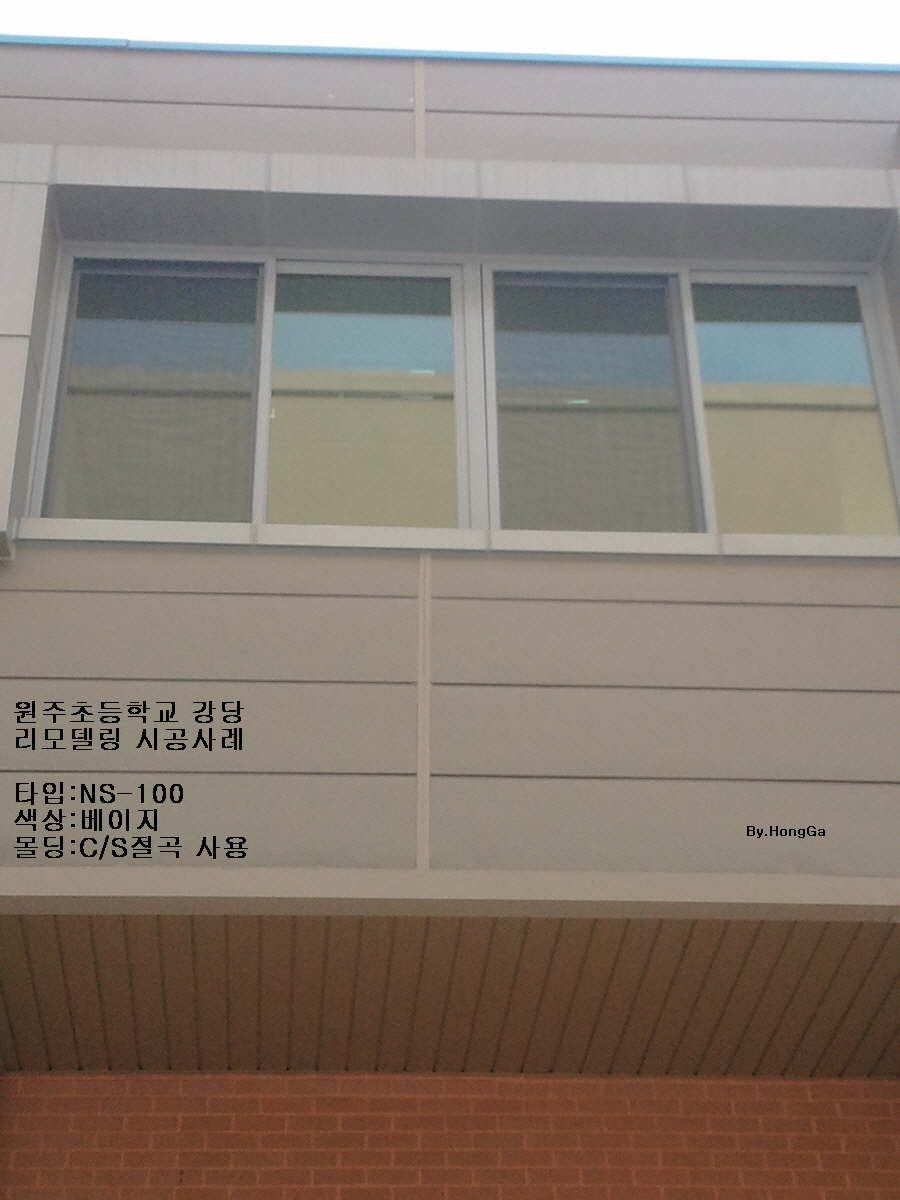 원주초등학교 강당
리모델링 시공사례
타입:NS-100
색상:베이지
몰딩:C/S절곡 사용
By.HongGa